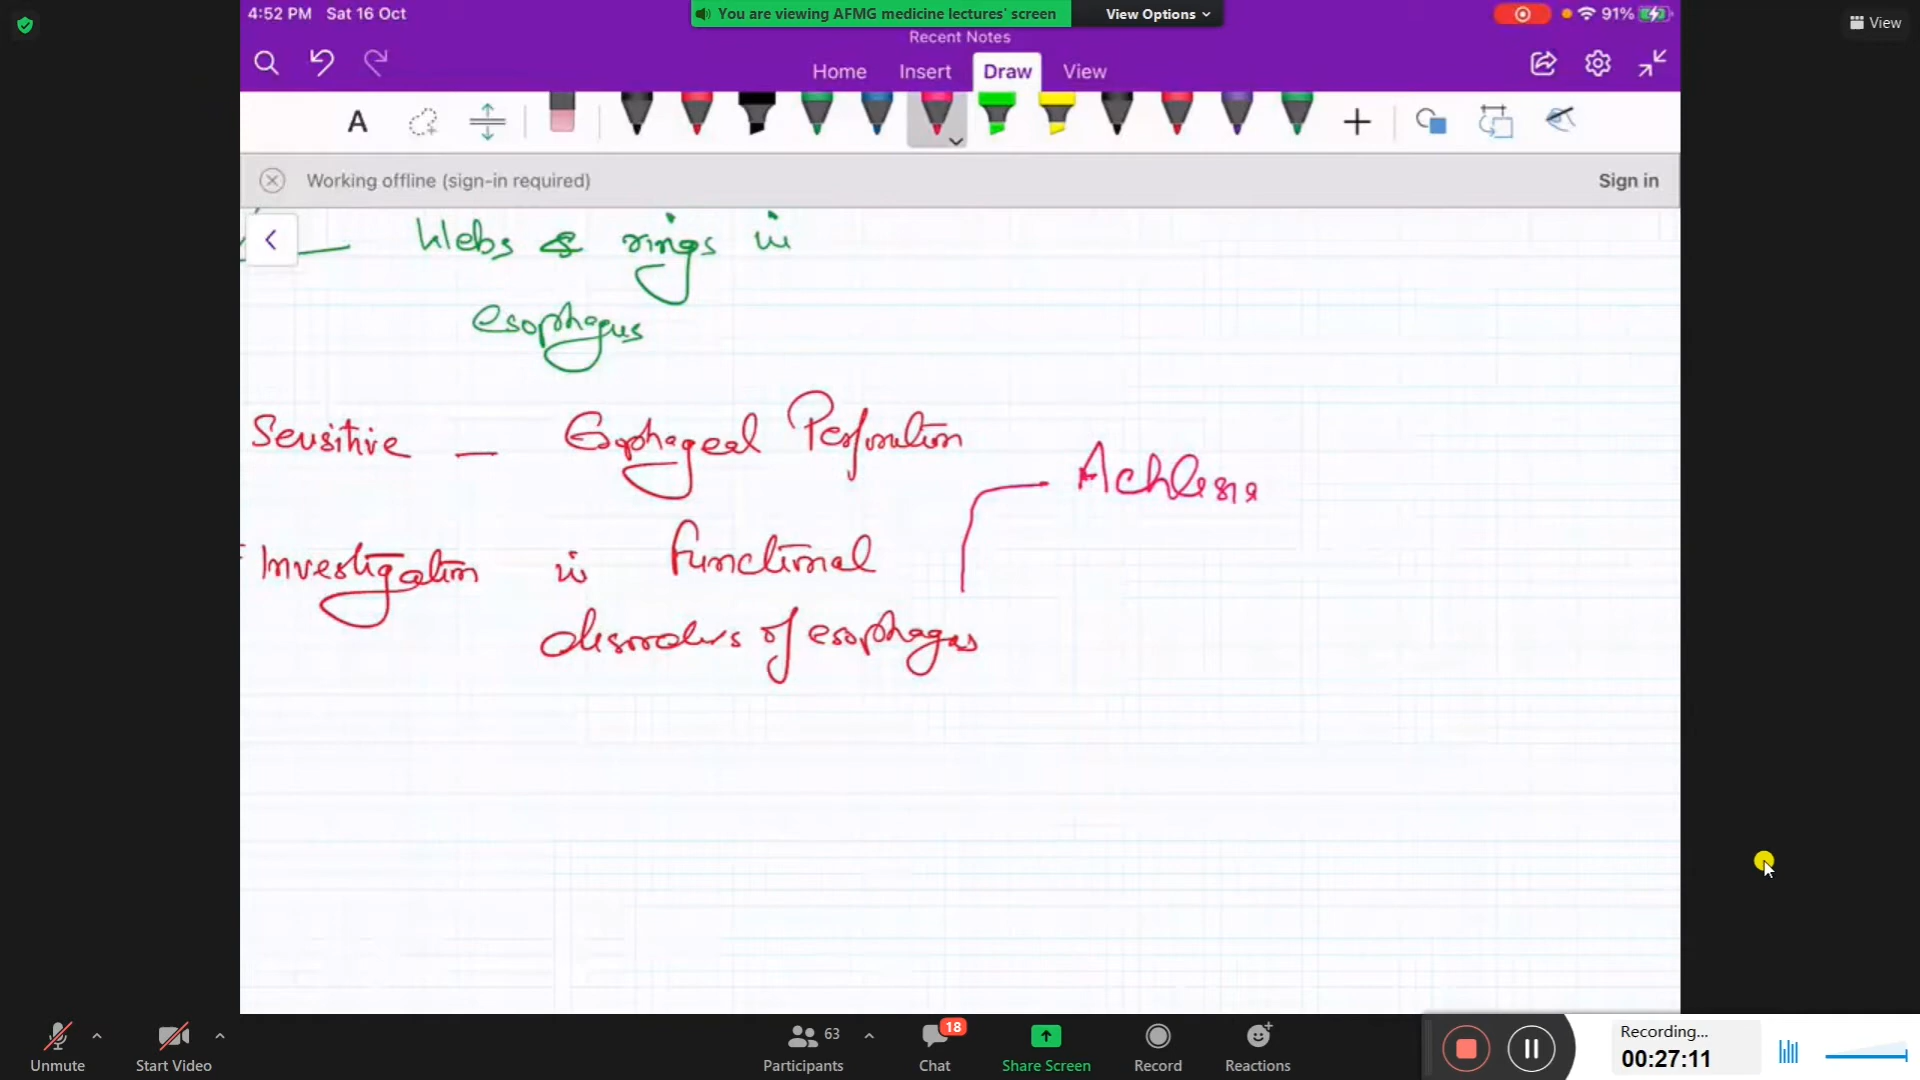 4:52 PM Sat 16 Oct
You are viewing AFMG medicine lectures' screen
View Options
91%
View
Recent Notes
Home Insert Draw View
A
Working offline (sign-in required)
Sign in
— Webs & rings in
esophagus
Sensitive — Esophageal Perforation
Achlesia
Investigation in functional
disorders of esophagus
Unmute
Start Video
63
Participants
18
Chat
Share Screen
Record
Reactions
Recording...
00:27:11